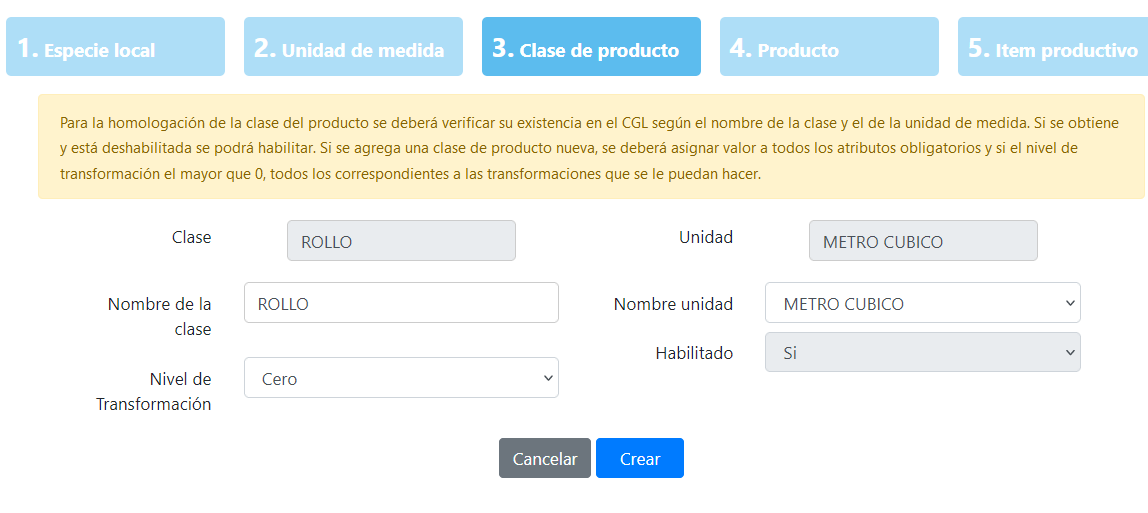 1. Especie local
2. Unidad de medida
3. Clase de producto
4. Producto
5. Item productivo
Para la homologación de la clase del producto se deberá verificar su existencia en el CGL según el nombre de la clase y el de la unidad de medida. Si se obtiene
y está deshabilitada se podrá habilitar. Si se agrega una clase de producto nueva, se deberá asignar valor a todos los atributos obligatorios y si el nivel de
transformación el mayor que 0, todos los correspondientes a las transformaciones que se le puedan hacer.
Clase
ROLLO
Unidad
METRO CUBICO
Nombre de la
clase
ROLLO
Nombre unidad
METRO CUBICO
Habilitado
Si
Nivel de
Transformación
Cero
Cancelar
Crear